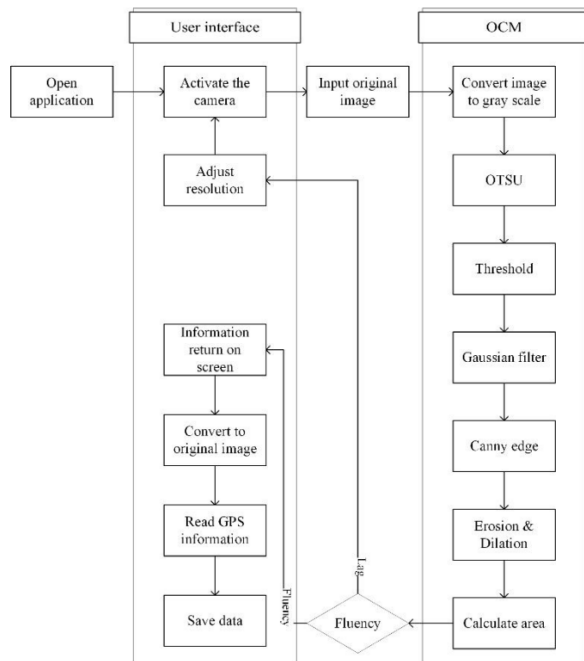 User interface
OCM
Open
application
Activate the
camera
Input original
image
Convert image
to gray scale
Adjust
resolution
OTSU
Threshold
Information
return on
screen
Gaussian filter
Convert to
original image
Canny edge
Read GPS
information
Erosion &
Dilation
Lag
Fluency
Save data
Fluency
Calculate area